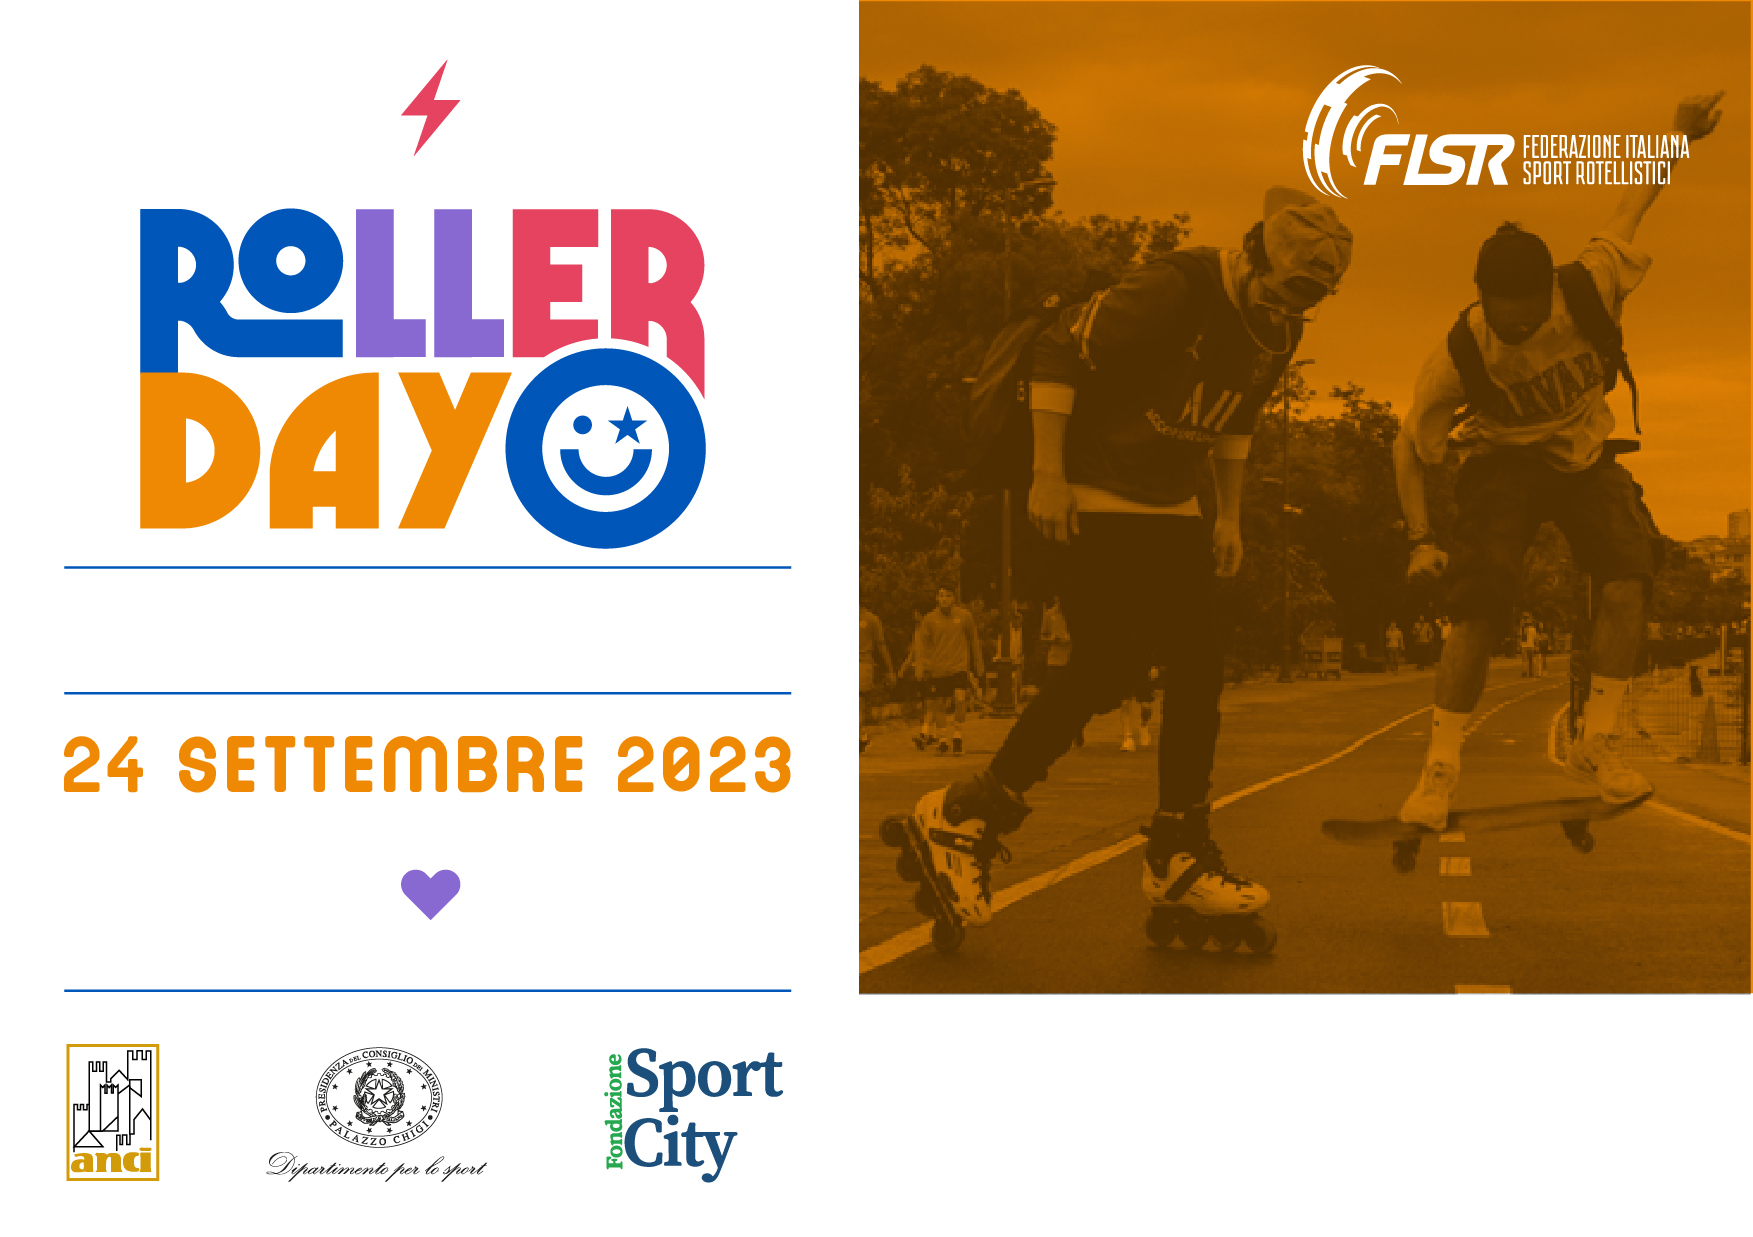 ROLLER
DAY
24 SETTEMBRE 2023
FISR FEDERAZIONE ITALIANA
SPORT ROTELLISTICI
HARVARD
anci
PRESIDENZA DEL CONSIGLIO DEI MINISTRI
PALAZZO CHIGI
Dipartimento per lo sport
Fondazione
Sport
City